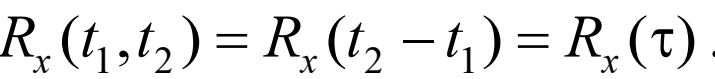 Rₓ(t₁,t₂) = Rₓ(t₂ − t₁) = Rₓ(τ) .